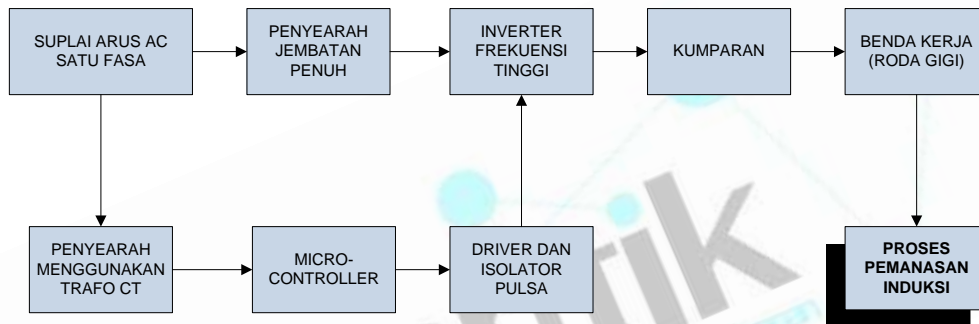 SUPLAI ARUS AC
SATU FASA
PENYEARAH
JEMBATAN
PENUH
INVERTER
FREKUENSI
TINGGI
KUMPARAN
BENDA KERJA
(RODA GIGI)
PENYEARAH
MENGGUNAKAN
TRAFO CT
MICRO-
CONTROLLER
DRIVER DAN
ISOLATOR
PULSA
PROSES
PEMANASAN
INDUKSI